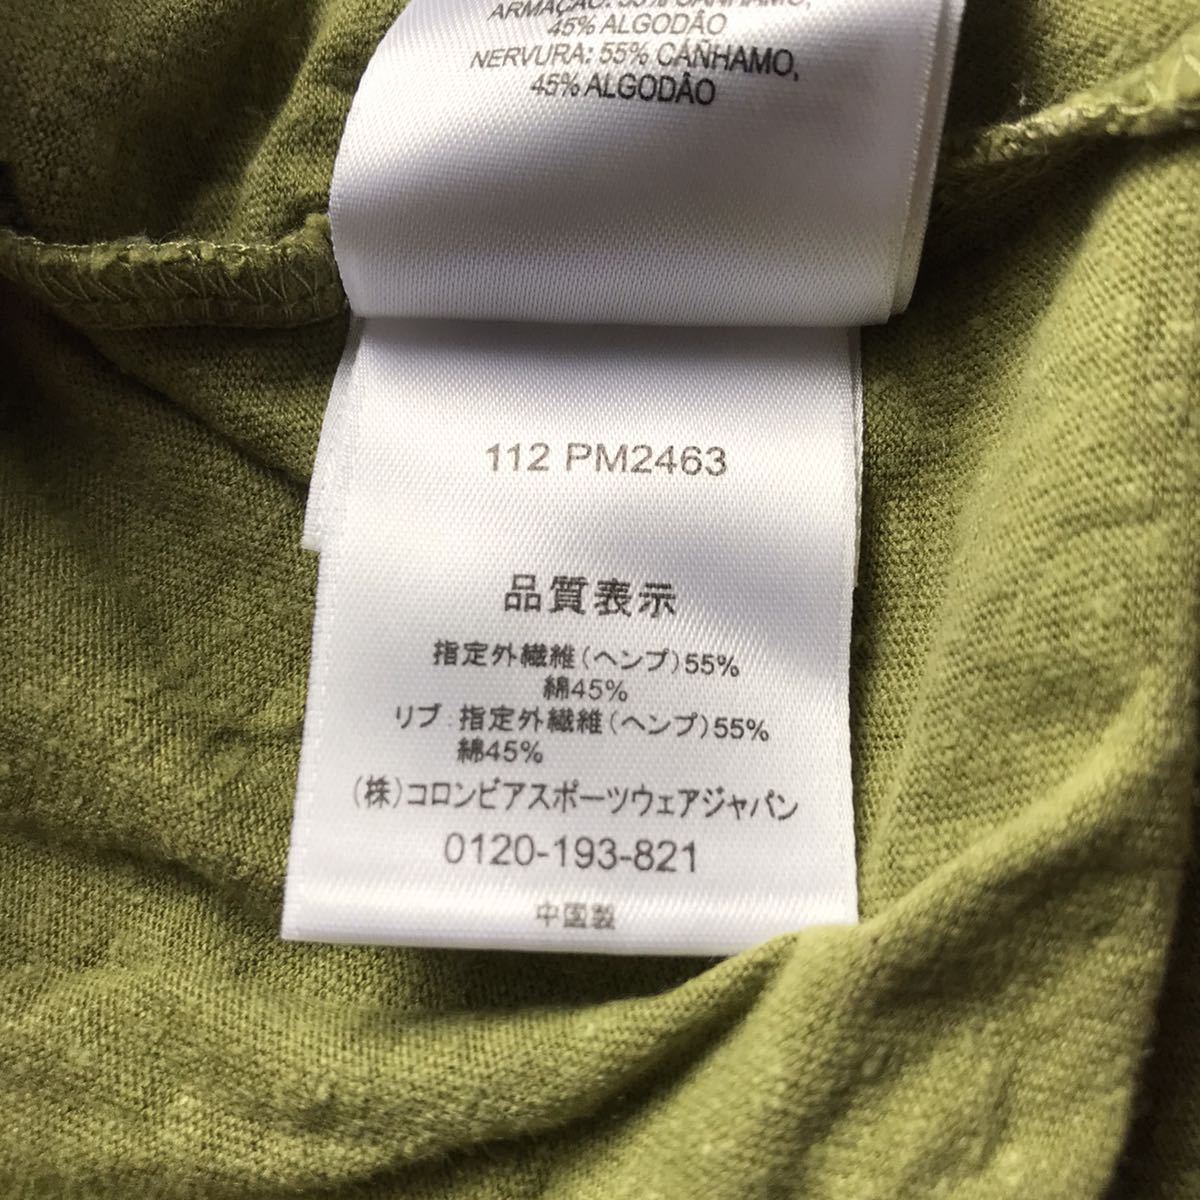 ARMAÇÃO: 55% CÂNHAMO,
45% ALGODÃO
NERVURA: 55% CÂNHAMO,
45% ALGODÃO
112 PM2463
品質表示
指定外繊維(ヘンプ)55%
綿45%
リブ:指定外繊維(ヘンプ)55%
綿45%
(株)コロンビアスポーツウェアジャパン
0120-193-821
中国製